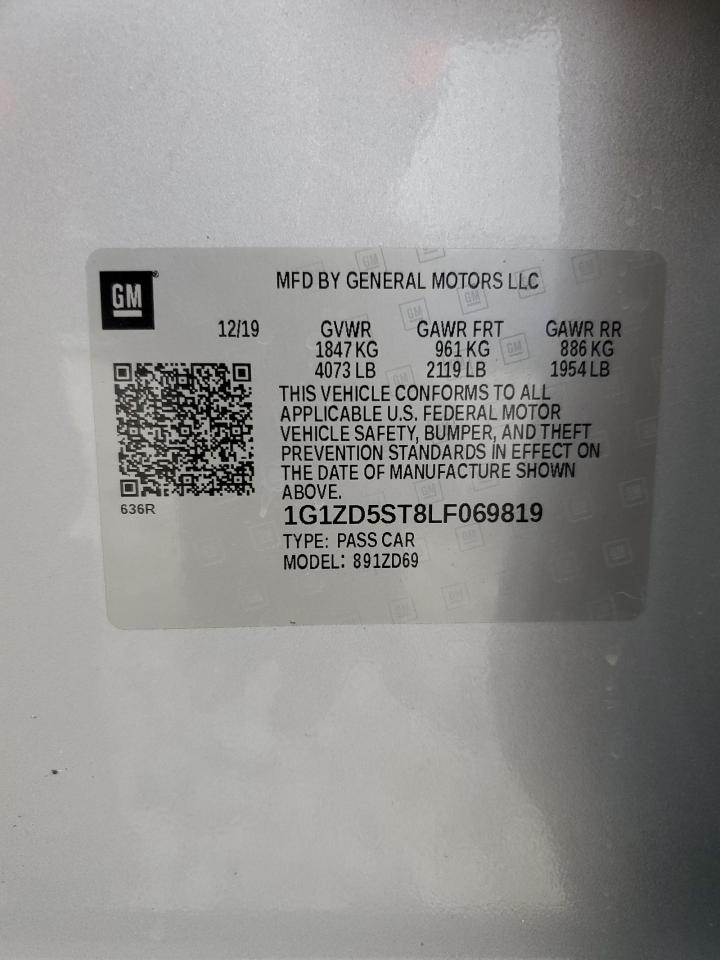 GM
MFD BY GENERAL MOTORS LLC
12/19 GVWR GAWR FRT GAWR RR
1847 KG 961 KG 886 KG
4073 LB 2119 LB 1954 LB
THIS VEHICLE CONFORMS TO ALL
APPLICABLE U.S. FEDERAL MOTOR
VEHICLE SAFETY, BUMPER, AND THEFT
PREVENTION STANDARDS IN EFFECT ON
THE DATE OF MANUFACTURE SHOWN
ABOVE.
636R
1G1ZD5ST8LF069819
TYPE: PASS CAR
MODEL: 891ZD69